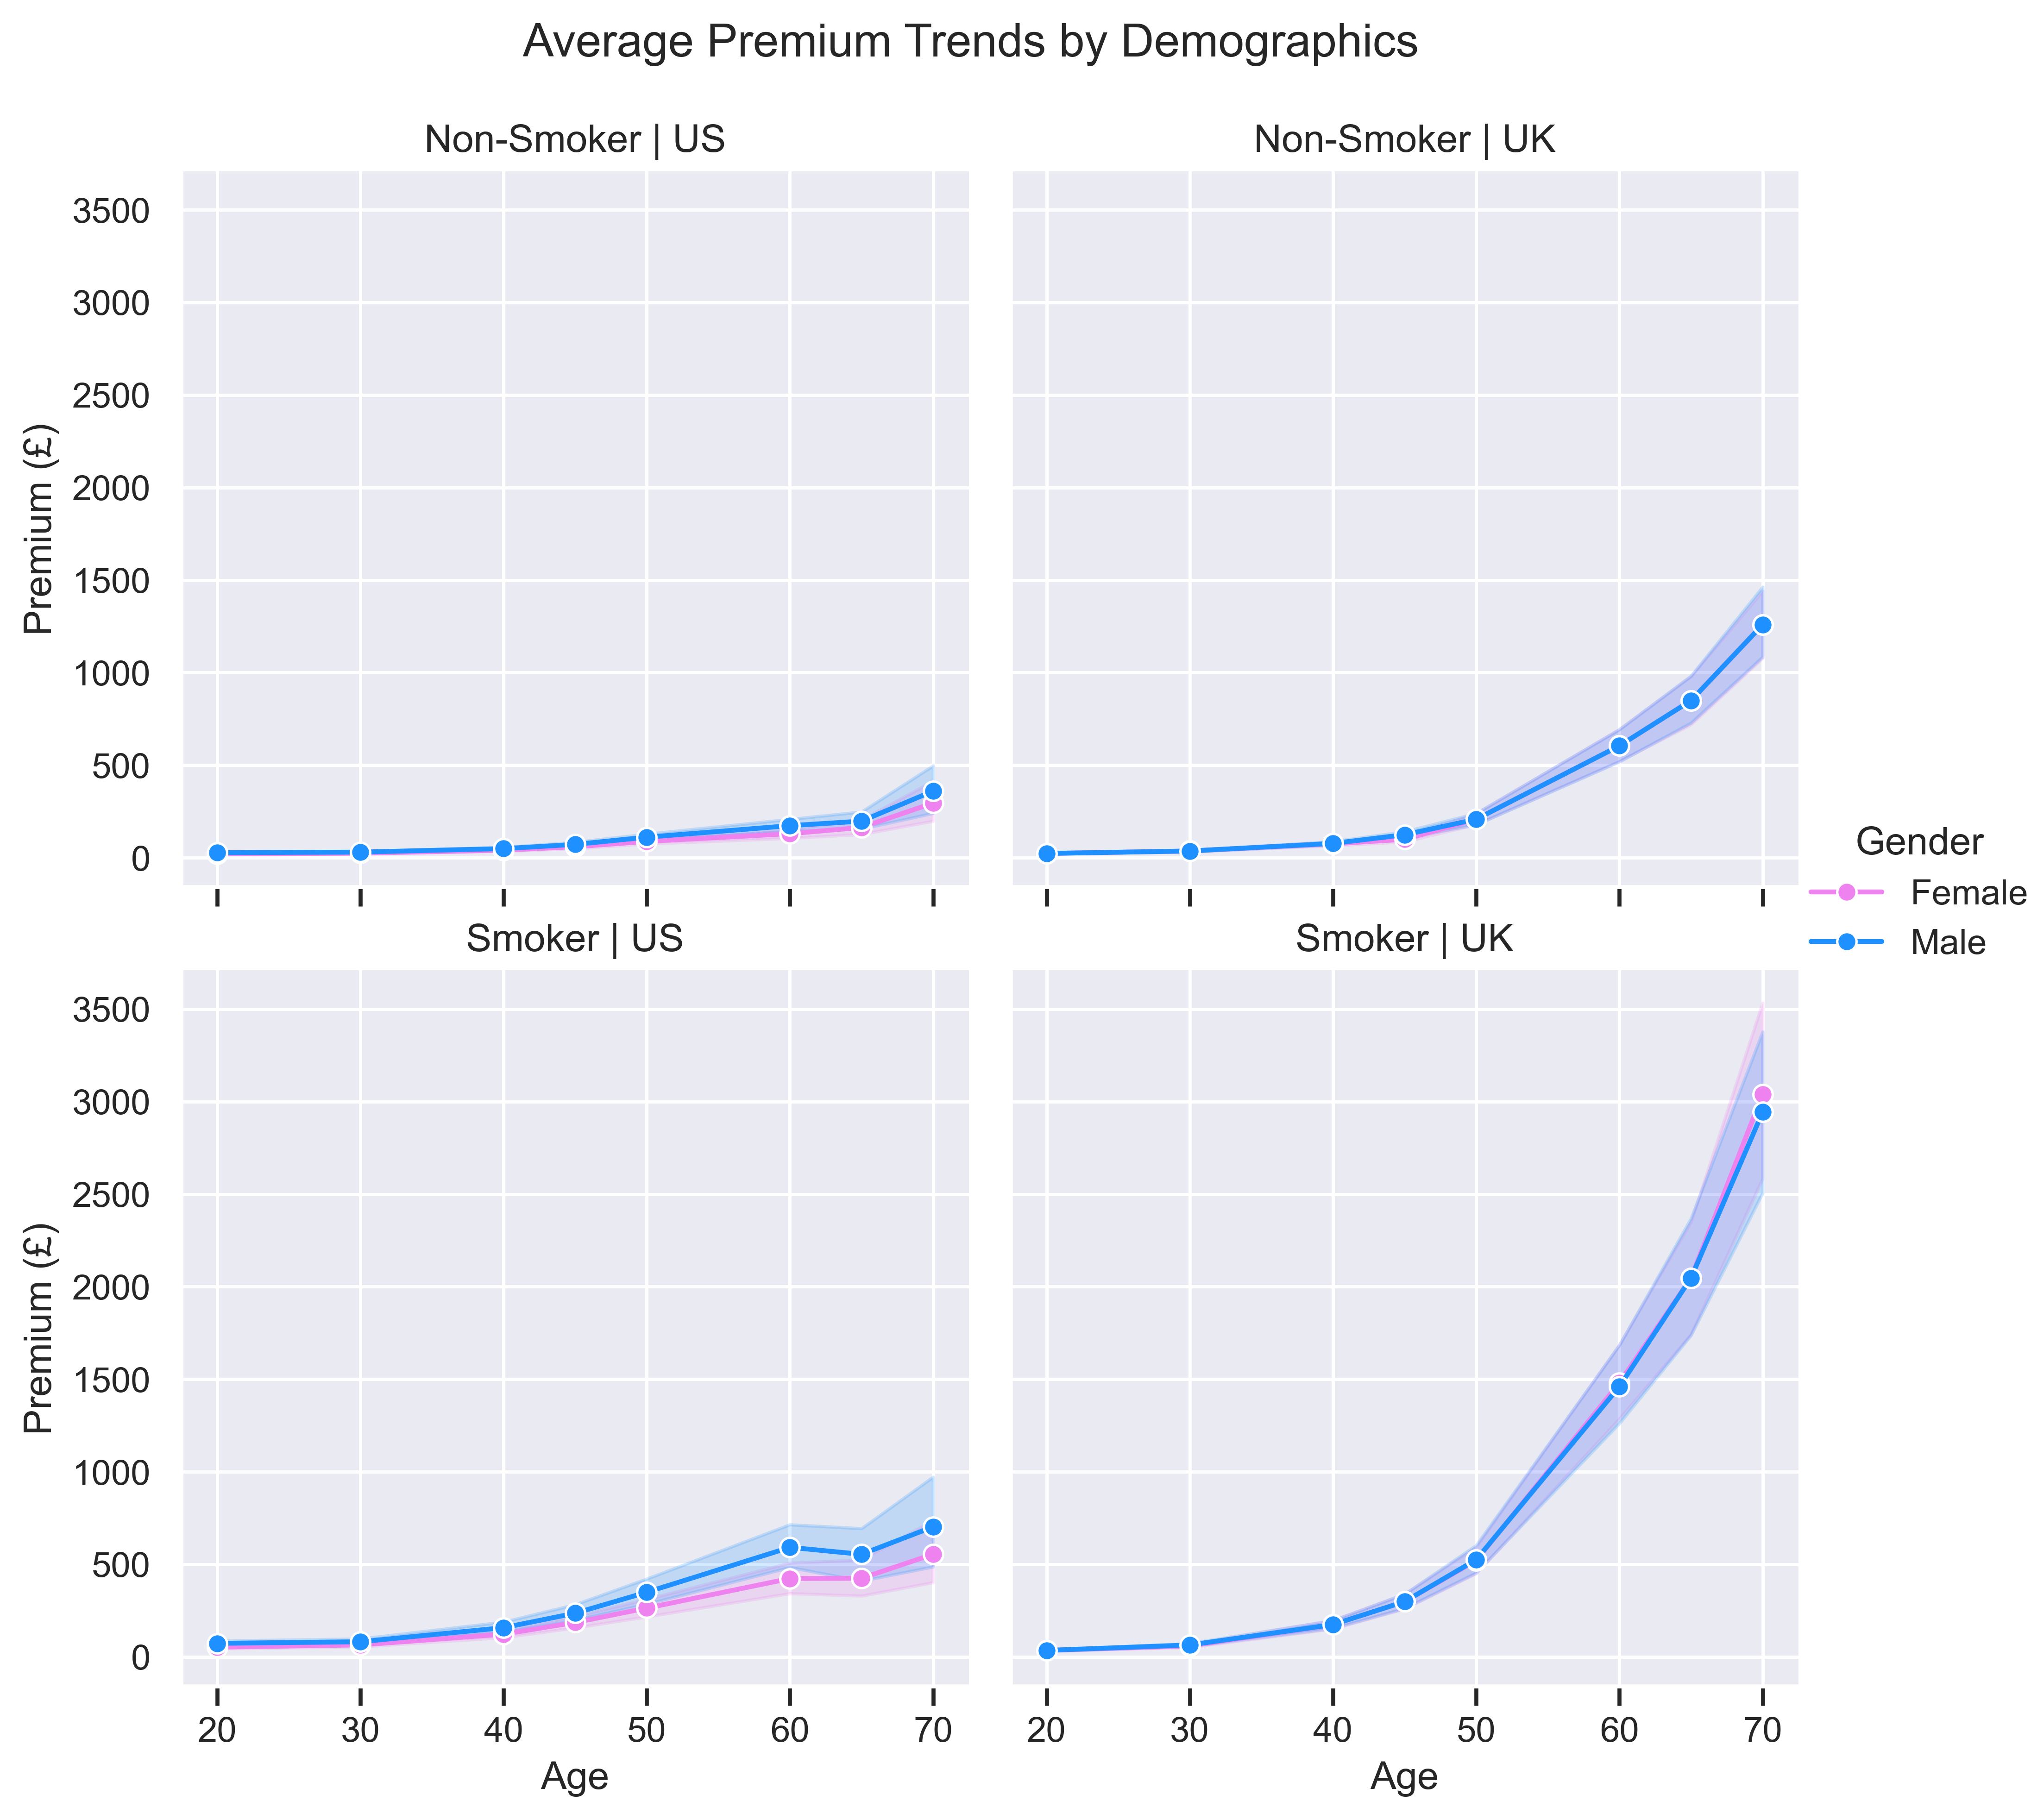 Average Premium Trends by Demographics
Non-Smoker | US
Non-Smoker | UK
3500
3000
2500
2000
1500
1000
500
0
Premium (£)
Gender
Female
Male
Smoker | US
Smoker | UK
3500
3000
2500
2000
1500
1000
500
0
Premium (£)
20 30 40 50 60 70
20 30 40 50 60 70
Age
Age